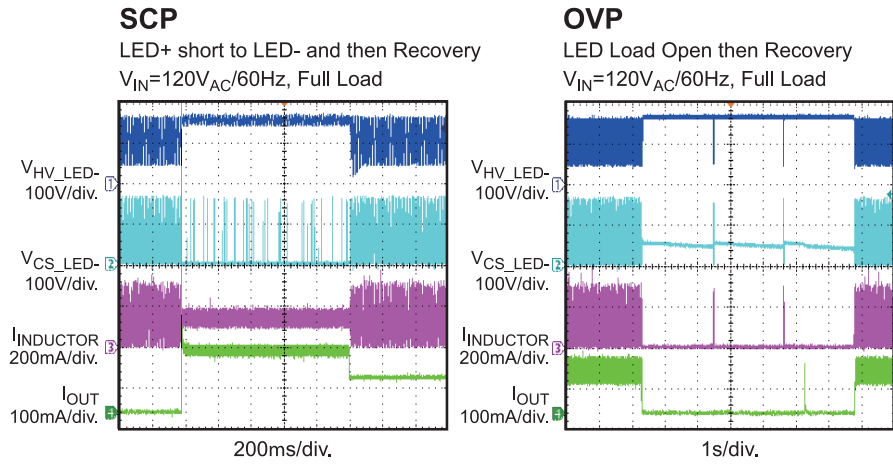 SCP
LED+ short to LED- and then Recovery
VIN=120VAC/60Hz, Full Load
VHV_LED-
100V/div.
1
VCS_LED-
100V/div.
2
IINDUCTOR
200mA/div.
3
IOUT
100mA/div.
4
200ms/div.
OVP
LED Load Open then Recovery
VIN=120VAC/60Hz, Full Load
VHV_LED-
100V/div.
1
VCS_LED-
100V/div.
2
IINDUCTOR
200mA/div.
3
IOUT
100mA/div.
4
1s/div.